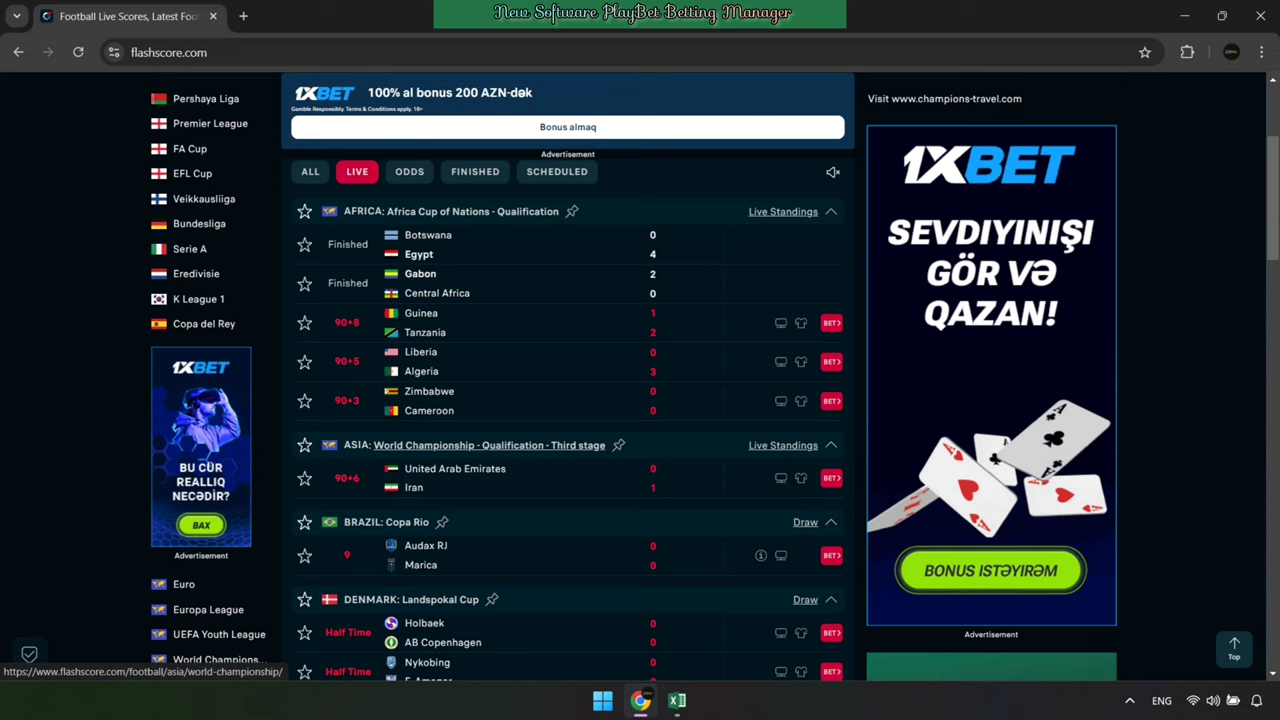 New Software PlayBet Betting Manager
Football Live Scores, Latest Foo
flashscore.com
Pershaya Liga
Premier League
FA Cup
EFL Cup
Veikkausliiga
Bundesliga
Serie A
Eredivisie
K League 1
Copa del Rey
1XBET
BU CÜR
REALLIQ
NECƏDİR?
BAX
Advertisement
Euro
Europa League
UEFA Youth League
World Champions...
https://www.flashscore.com/football/asia/world-championship/
1XBET 100% al bonus 200 AZN-dək
Gamble Responsibly. Terms & Conditions apply. 18+
Bonus almaq
Advertisement
ALL LIVE ODDS FINISHED SCHEDULED
AFRICA: Africa Cup of Nations - Qualification Live Standings
Finished
Botswana 0
Egypt 4
Finished
Gabon 2
Central Africa 0
90+8
Guinea 1
Tanzania 2
BET
90+5
Liberia 0
Algeria 3
BET
90+3
Zimbabwe 0
Cameroon 0
BET
ASIA: World Championship - Qualification - Third stage Live Standings
90+6
United Arab Emirates 0
Iran 1
BET
BRAZIL: Copa Rio Draw
9
Audax RJ 0
Marica 0
BET
DENMARK: Landspokal Cup Draw
Half Time
Holbaek 0
AB Copenhagen 0
BET
Half Time
Nykobing 0
BET
Visit www.champions-travel.com
1XBET
SEVDIYINIŞI
GÖR VƏ
QAZAN!
BONUS ISTƏYIRƏM
Advertisement
Top
ENG